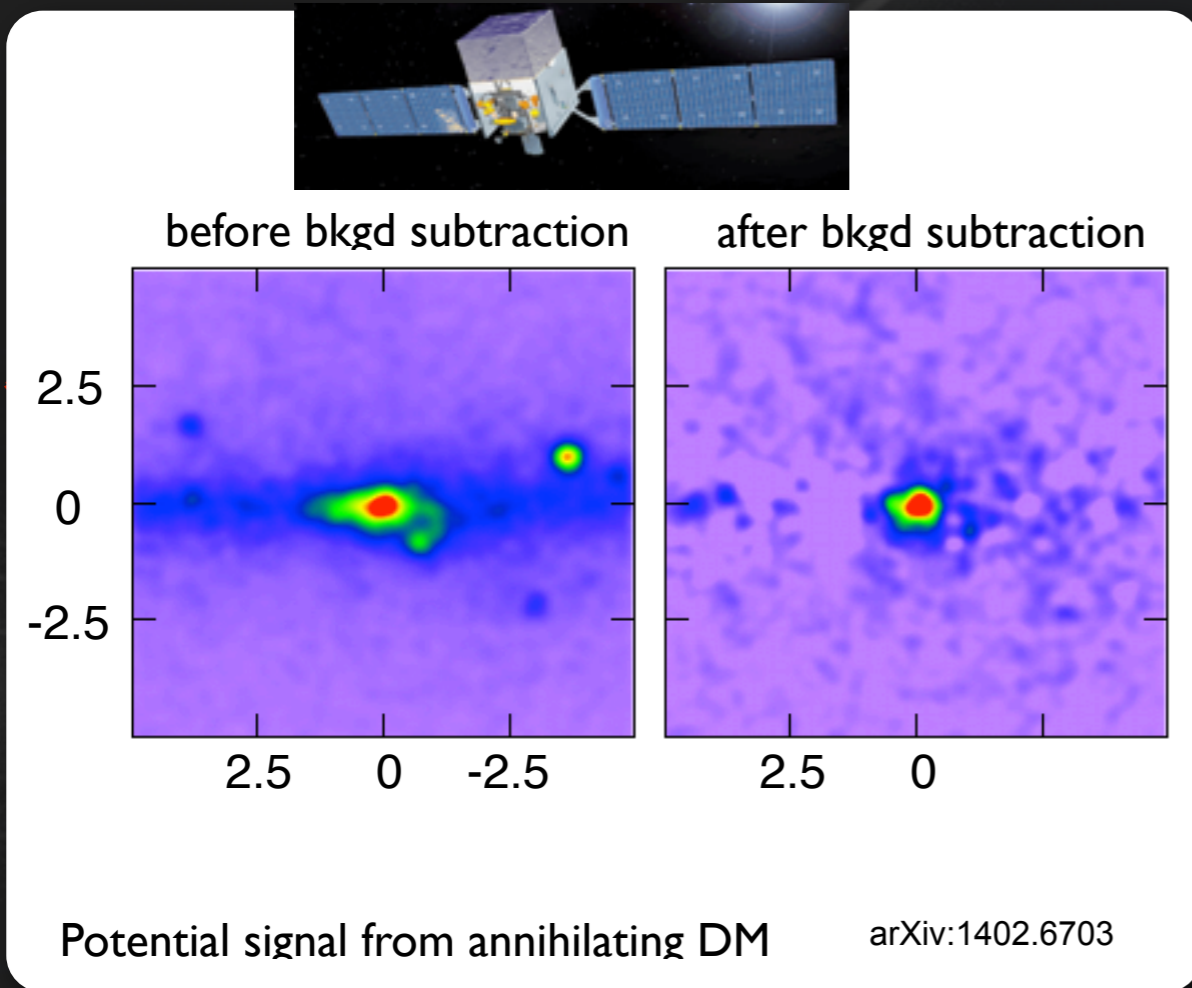 before bkgd subtraction
after bkgd subtraction
2.5
0
-2.5
2.5 0 -2.5
2.5 0
Potential signal from annihilating DM
arXiv:1402.6703